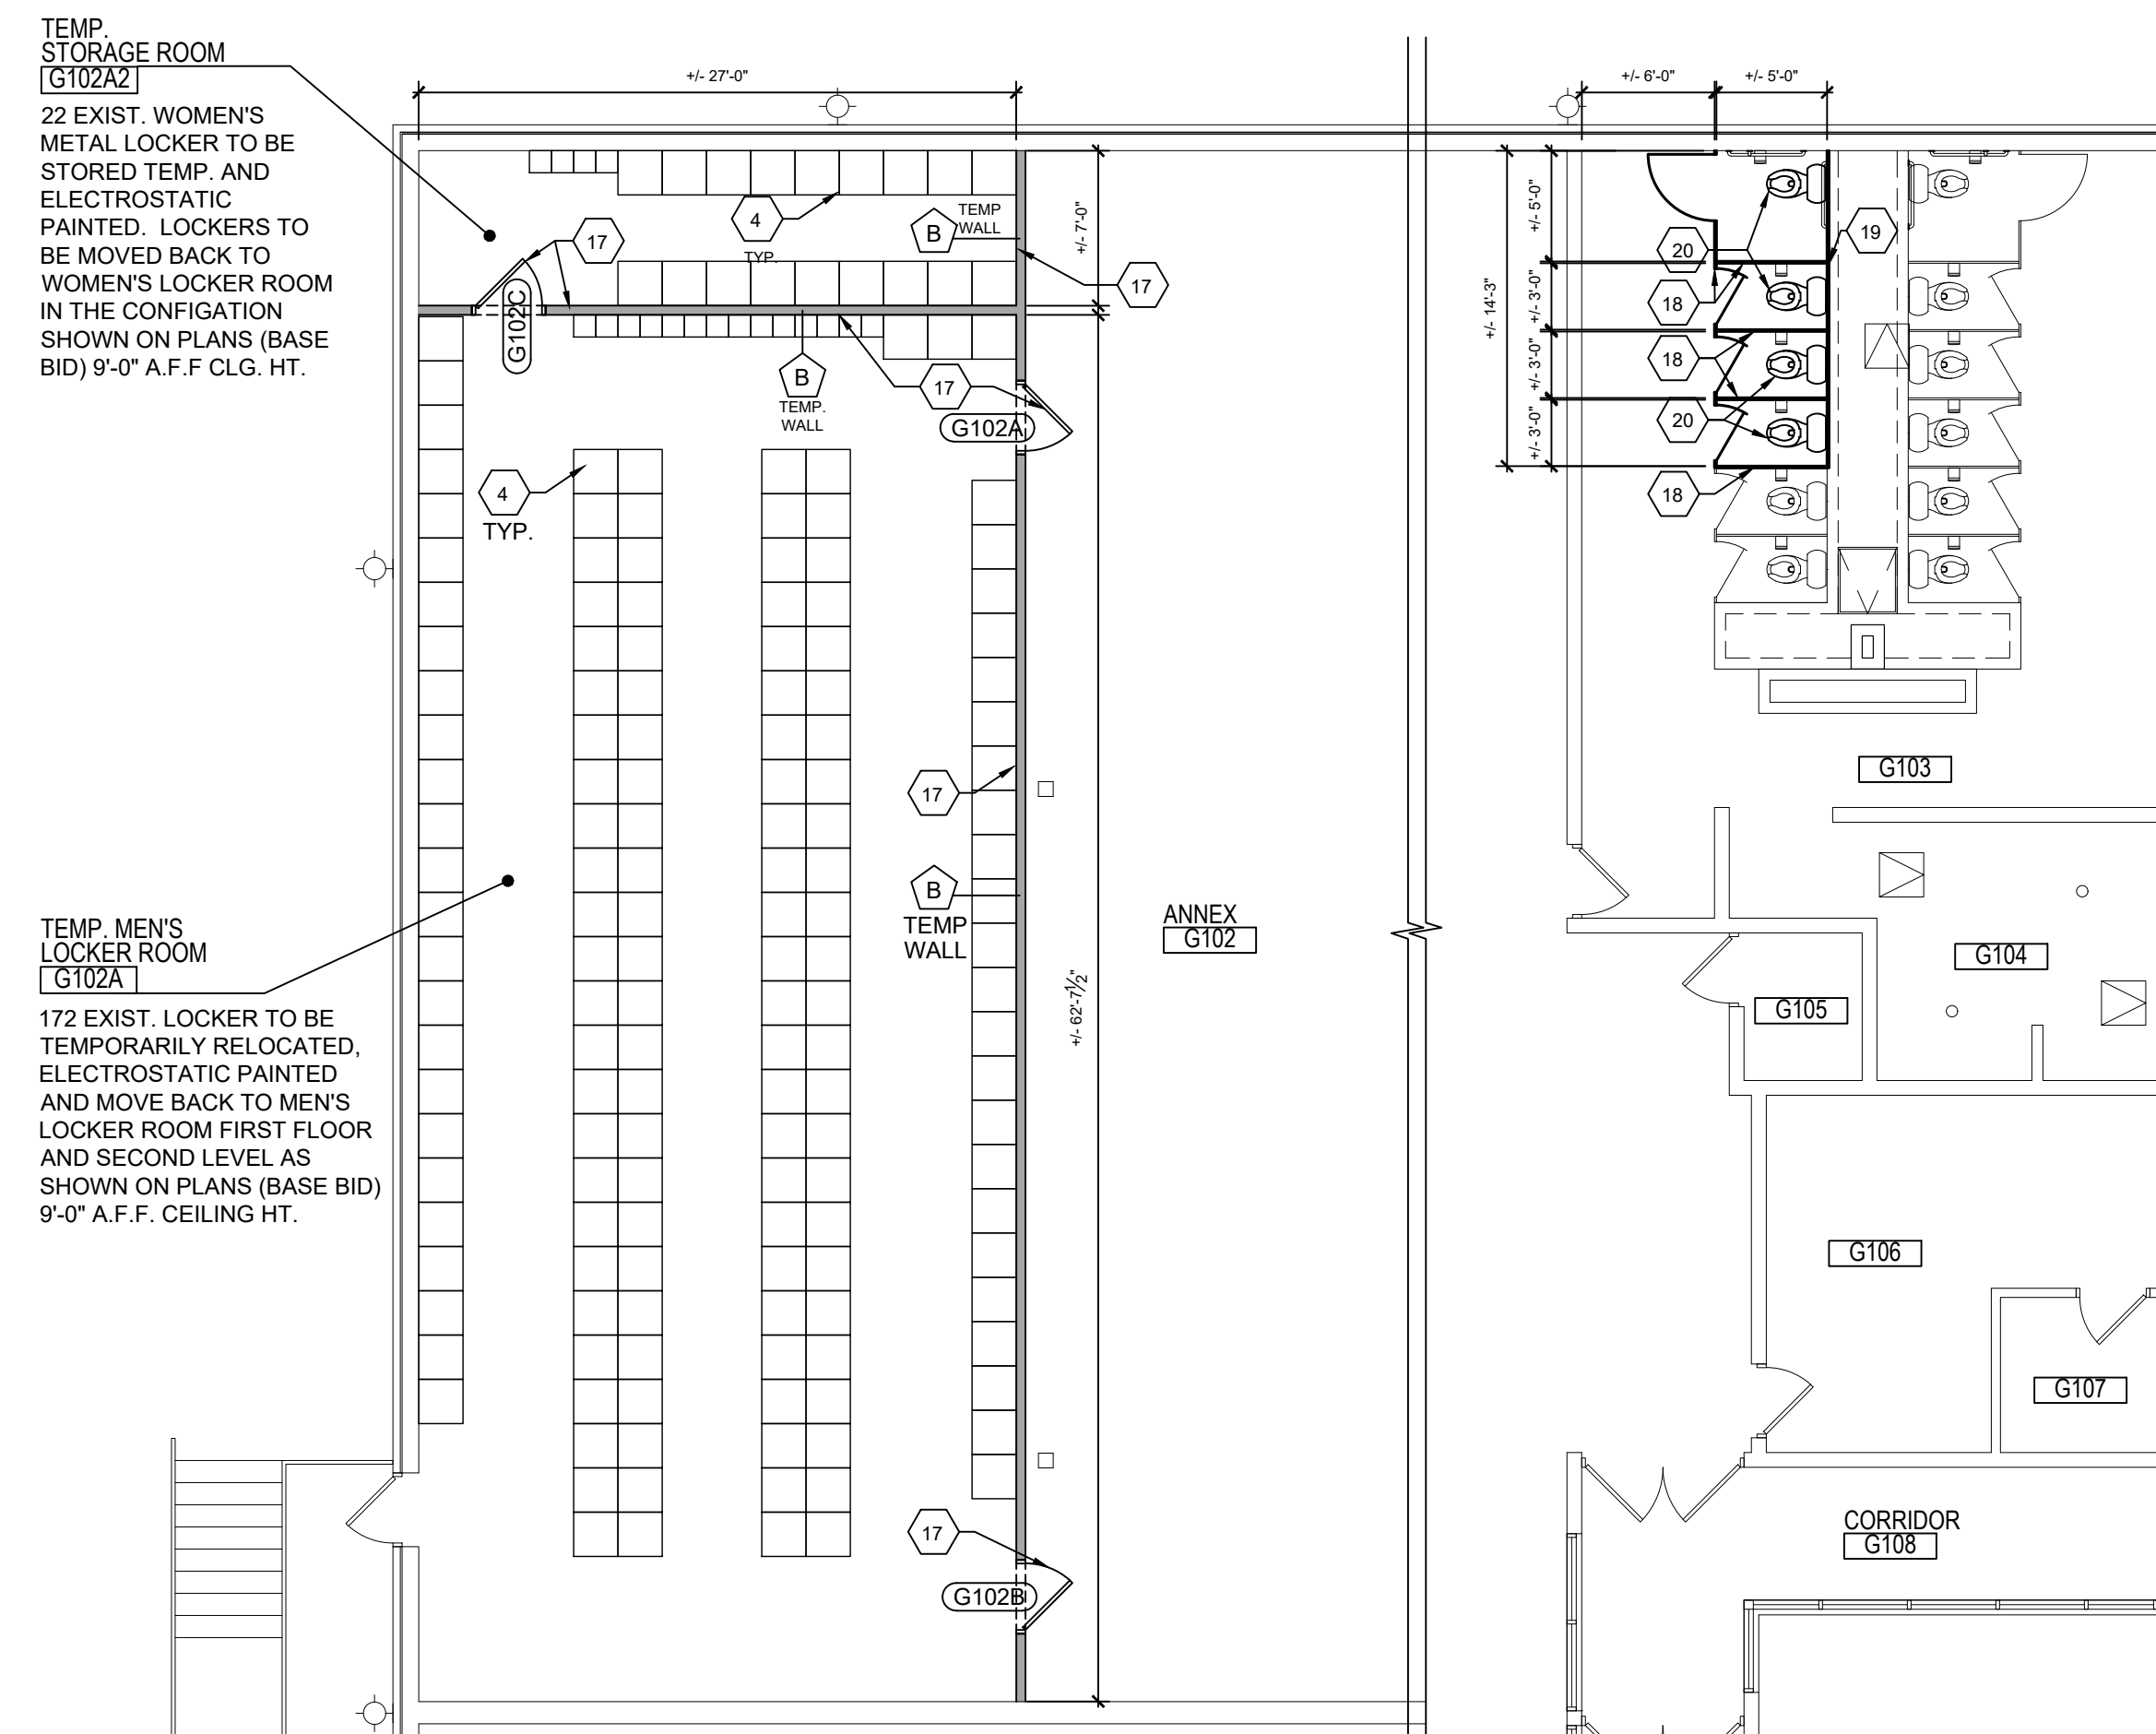 TEMP.
STORAGE ROOM
G102A2
22 EXIST. WOMEN'S
METAL LOCKER TO BE
STORED TEMP. AND
ELECTROSTATIC
PAINTED. LOCKERS TO
BE MOVED BACK TO
WOMEN'S LOCKER ROOM
IN THE CONFIGATION
SHOWN ON PLANS (BASE
BID) 9'-0" A.F.F CLG. HT.
TEMP. MEN'S
LOCKER ROOM
G102A
172 EXIST. LOCKER TO BE
TEMPORARILY RELOCATED,
ELECTROSTATIC PAINTED
AND MOVE BACK TO MEN'S
LOCKER ROOM FIRST FLOOR
AND SECOND LEVEL AS
SHOWN ON PLANS (BASE BID)
9'-0" A.F.F. CEILING HT.
+/- 27'-0"
4
TYP.
17
B
TEMP
WALL
+/- 7'-0"
17
G102C
B
TEMP.
WALL
17
G102A
4
TYP.
17
B
TEMP
WALL
+/- 62'-7½"
17
G102B
ANNEX
G102
+/- 6'-0"
+/- 5'-0"
+/- 14'-3"
+/- 5'-0"
+/- 3'-0"
+/- 3'-0"
+/- 3'-0"
20
19
18
18
20
18
G103
G104
G105
G106
G107
CORRIDOR
G108